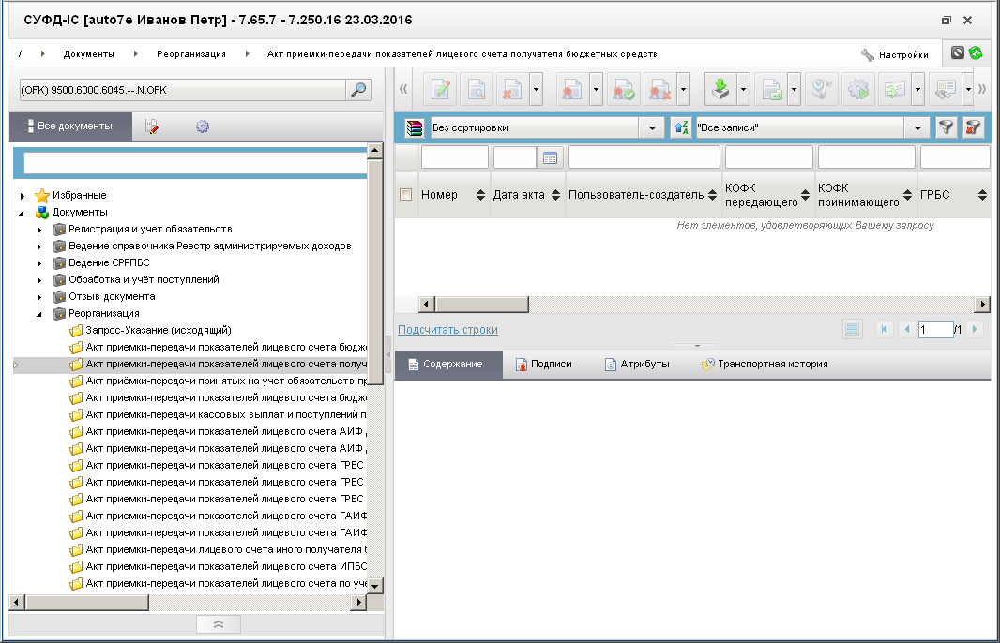 СУФД-IC [auto7e Иванов Петр] - 7.65.7 - 7.250.16 23.03.2016
/ Документы Реорганизация Акт приемки-передачи показателей лицевого счета получателя бюджетных средств
Настройки
(OFK) 9500.6000.6045.--.N.OFK
Все документы
Избранные
Документы
Регистрация и учет обязательств
Ведение справочника Реестр администрируемых доходов
Ведение СРРПБС
Обработка и учёт поступлений
Отзыв документа
Реорганизация
Запрос-Указание (исходящий)
Акт приемки-передачи показателей лицевого счета бюдж
Акт приемки-передачи показателей лицевого счета получ
Акт приёмки-передачи принятых на учет обязательств пр
Акт приемки-передачи показателей лицевого счета бюдж
Акт приёмки-передачи кассовых выплат и поступлений п
Акт приемки-передачи показателей лицевого счета АИФ
Акт приемки-передачи показателей лицевого счета АИФ
Акт приемки-передачи показателей лицевого счета ГРБС
Акт приемки-передачи показателей лицевого счета ГРБС
Акт приемки-передачи показателей лицевого счета ГРБС
Акт приемки-передачи показателей лицевого счета ГАИФ
Акт приемки-передачи показателей лицевого счета ГАИФ
Акт приемки-передачи лицевого счета иного получателя
Акт приемки-передачи показателей лицевого счета ИПБС
Акт приемки-передачи показателей лицевого счета по уче
Без сортировки
"Все записи"
Номер
Дата акта
Пользователь-создатель
КОФК передающего
КОФК принимающего
ГРБС
Нет элементов, удовлетворяющих Вашему запросу
Подсчитать строки
1 /1
Содержание
Подписи
Атрибуты
Транспортная история